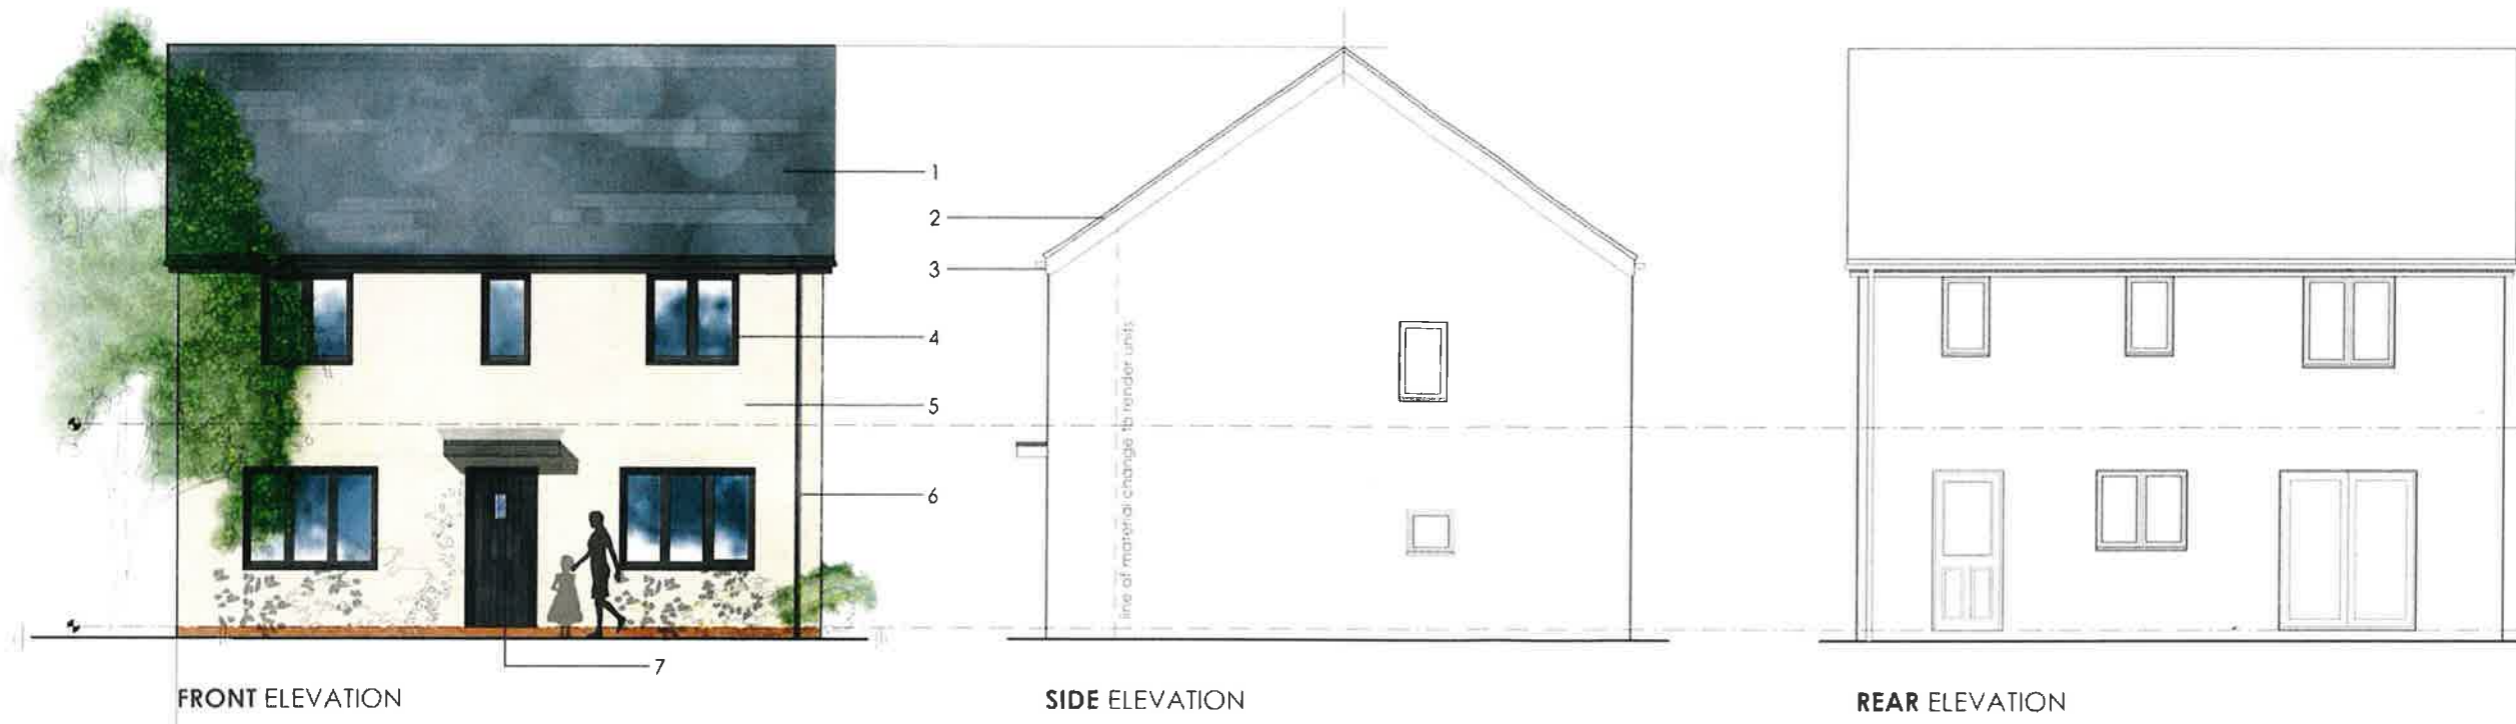 1
2
3
4
5
6
7
line of material change to render units
FRONT ELEVATION
SIDE ELEVATION
REAR ELEVATION